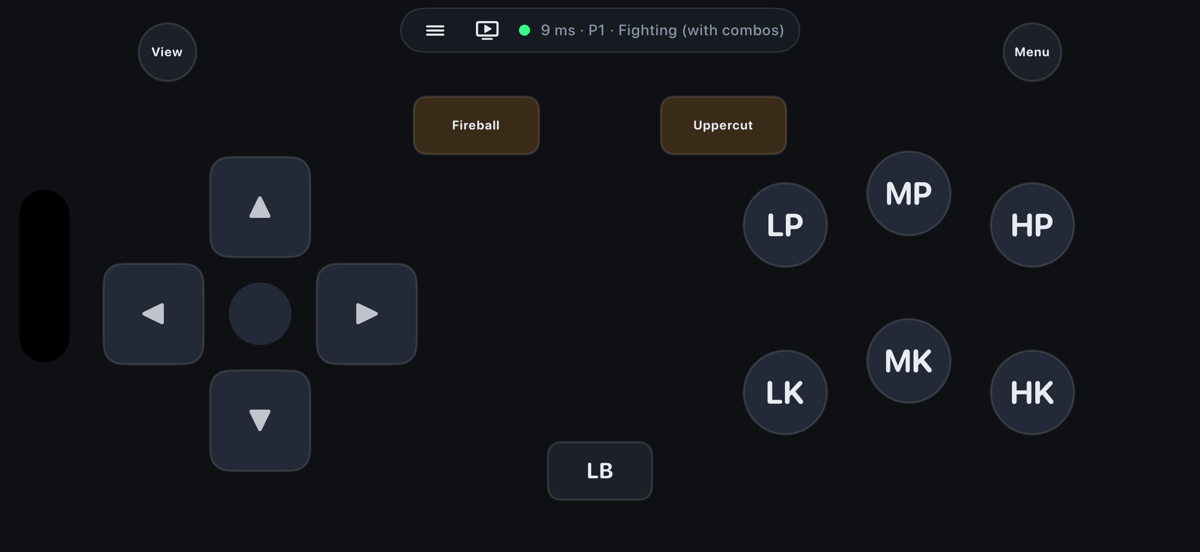 View
9 ms · P1 · Fighting (with combos)
Menu
Fireball
Uppercut
LP
MP
HP
LK
MK
HK
LB